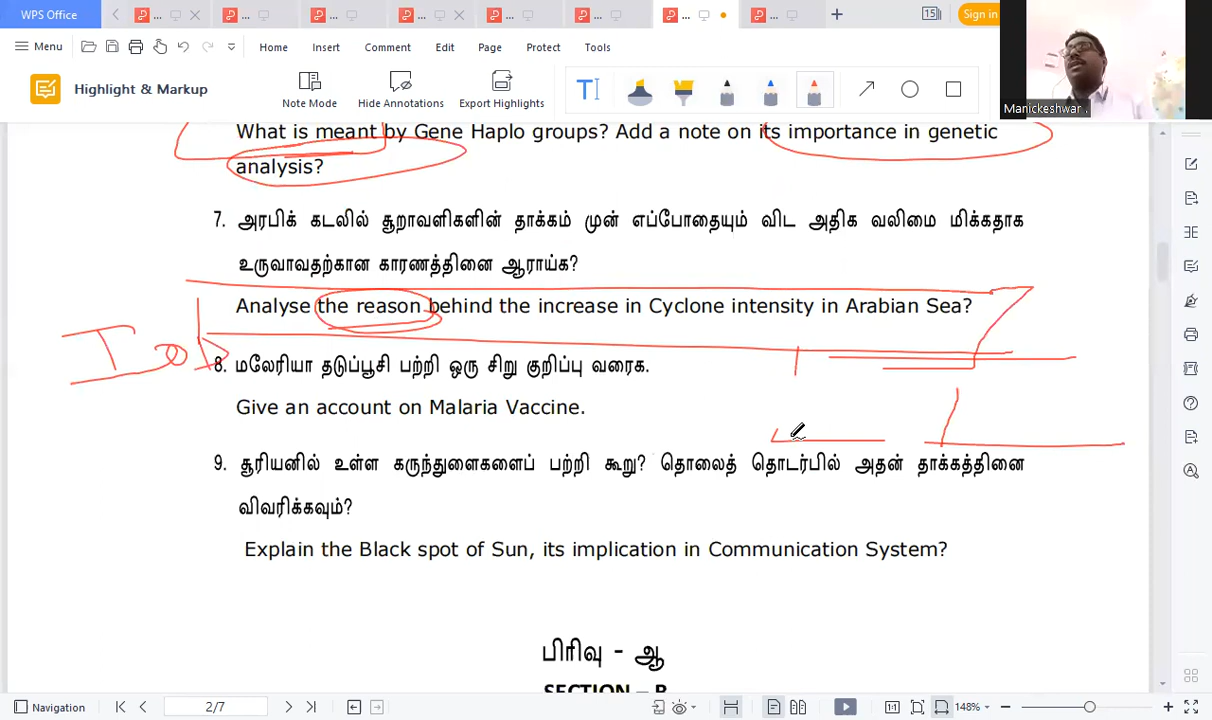 WPS Office
...
...
...
...
...
...
...
...
15
Sign in
Menu
Home
Insert
Comment
Edit
Page
Protect
Tools
Highlight & Markup
Note Mode
Hide Annotations
Export Highlights
Manickeshwar .
What is meant by Gene Haplo groups? Add a note on its importance in genetic
analysis?
7. அரபிக் கடலில் சூறாவளிகளின் தாக்கம் முன் எப்போதையும் விட அதிக வலிமை மிக்கதாக
உருவாவதற்கான காரணத்தினை ஆராய்க?
Analyse the reason behind the increase in Cyclone intensity in Arabian Sea?
8. மலேரியா தடுப்பூசி பற்றி ஒரு சிறு குறிப்பு வரைக.
Give an account on Malaria Vaccine.
9. சூரியனில் உள்ள கருந்துளைகளைப் பற்றி கூறு? தொலைத் தொடர்பில் அதன் தாக்கத்தினை
விவரிக்கவும்?
Explain the Black spot of Sun, its implication in Communication System?
பிரிவு - ஆ
SECTION – B
Navigation
2/7
148%